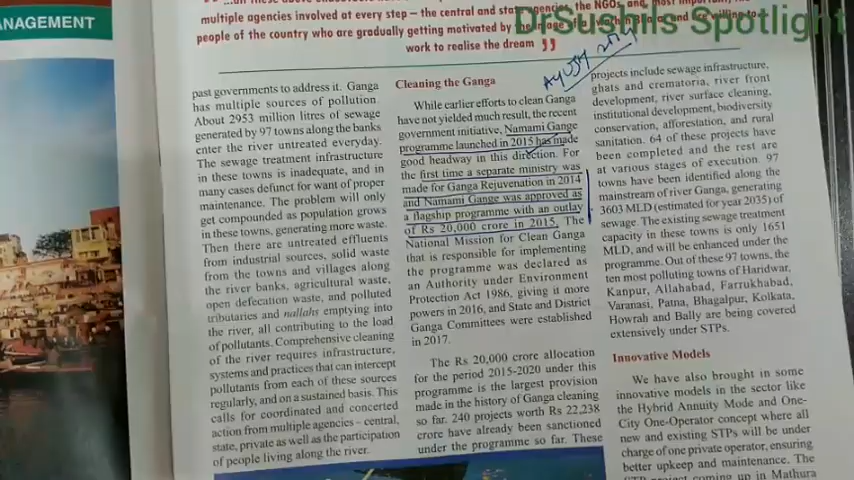 DrSushils Spotlight
ANAGEMENT
multiple agencies involved at every step – the central and state agencies, the NGOs and most important
people of the country who are gradually getting motivated by the image of a
work to realise the dream ”
past governments to address it. Ganga
has multiple sources of pollution.
About 2953 million litres of sewage
generated by 97 towns along the banks
enter the river untreated everyday.
The sewage treatment infrastructure
in these towns is inadequate, and in
many cases defunct for want of proper
maintenance. The problem will only
get compounded as population grows
in these towns, generating more waste.
Then there are untreated effluents
from industrial sources, solid waste
from the towns and villages along
the river banks, agricultural waste,
open defecation waste, and polluted
tributaries and nallahs emptying into
the river, all contributing to the load
of pollutants. Comprehensive cleaning
of the river requires infrastructure,
systems and practices that can intercept
pollutants from each of these sources
regularly, and on a sustained basis. This
calls for coordinated and concerted
action from multiple agencies – central,
state, private as well as the participation
of people living along the river.
Cleaning the Ganga
While earlier efforts to clean Ganga
have not yielded much result, the recent
government initiative, Namami Gange
programme launched in 2015 has made
good headway in this direction. For
the first time a separate ministry was
made for Ganga Rejuvenation in 2014
and Namami Gange was approved as
a flagship programme with an outlay
of Rs 20,000 crore in 2015. The
National Mission for Clean Ganga
that is responsible for implementing
the programme was declared as
an Authority under Environment
Protection Act 1986, giving it more
powers in 2016, and State and District
Ganga Committees were established
in 2017.
The Rs 20,000 crore allocation
for the period 2015-2020 under this
programme is the largest provision
made in the history of Ganga cleaning
so far. 240 projects worth Rs 22,238
crore have already been sanctioned
under the programme so far. These
projects include sewage infrastructure,
ghats and crematoria, river front
development, river surface cleaning,
institutional development, biodiversity
conservation, afforestation, and rural
sanitation. 64 of these projects have
been completed and the rest are
at various stages of execution. 97
towns have been identified along the
mainstream of river Ganga, generating
3603 MLD (estimated for year 2035) of
sewage. The existing sewage treatment
capacity in these towns is only 1651
MLD, and will be enhanced under the
programme. Out of these 97 towns, the
ten most polluting towns of Haridwar,
Kanpur, Allahabad, Farrukhabad,
Varanasi, Patna, Bhagalpur, Kolkata,
Howrah and Bally are being covered
extensively under STPs.
Innovative Models
We have also brought in some
innovative models in the sector like
the Hybrid Annuity Mode and One-
City One-Operator concept where all
new and existing STPs will be under
charge of one private operator, ensuring
better upkeep and maintenance. The
STP project coming up in Mathura